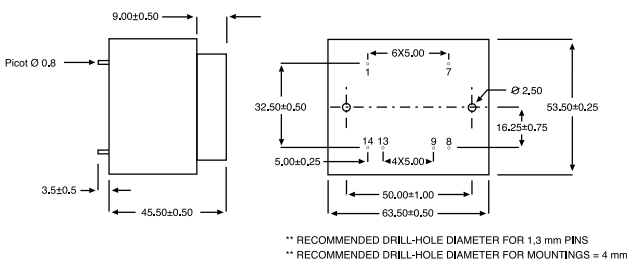 9.00±0.50
Picot Ø 0.8
3.5±0.5
45.50±0.50
6X5.00
1 7
Ø 2.50
32.50±0.50
53.50±0.25
16.25±0.75
14 13 9 8
5.00±0.25
4X5.00
50.00±1.00
63.50±0.50
** RECOMMENDED DRILL-HOLE DIAMETER FOR 1,3 mm PINS
** RECOMMENDED DRILL-HOLE DIAMETER FOR MOUNTINGS = 4 mm